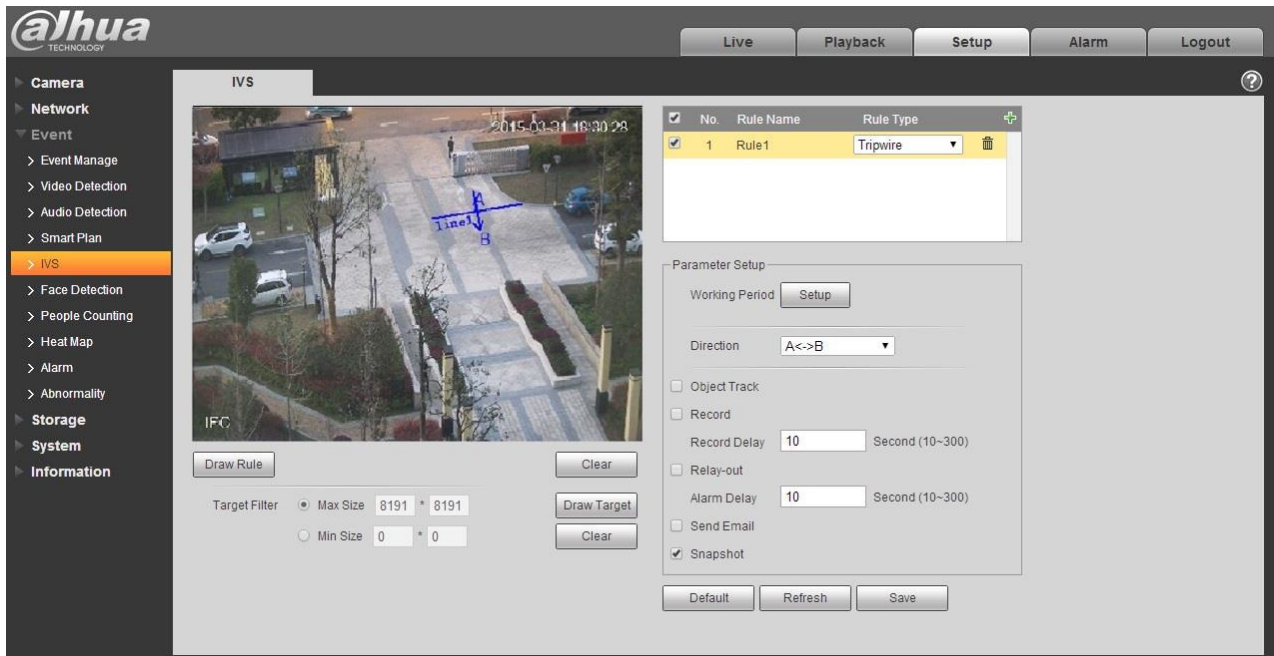 alhua
TECHNOLOGY
Live Playback Setup Alarm Logout
Camera
Network
Event
Event Manage
Video Detection
Audio Detection
Smart Plan
IVS
Face Detection
People Counting
Heat Map
Alarm
Abnormality
Storage
System
Information
IVS
?
2015-03-31 18:30:28
A
line1
B
IPC
Draw Rule Clear
Target Filter Max Size 8191 * 8191 Draw Target
Min Size 0 * 0 Clear
No. Rule Name Rule Type
1 Rule1 Tripwire
Parameter Setup
Working Period Setup
Direction A<->B
Object Track
Record
Record Delay 10 Second (10~300)
Relay-out
Alarm Delay 10 Second (10~300)
Send Email
Snapshot
Default Refresh Save